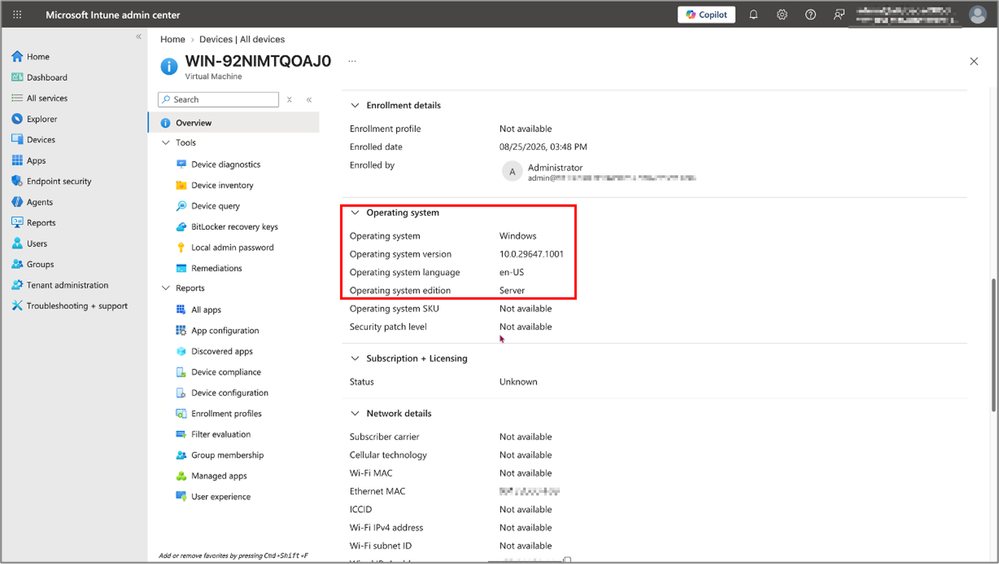 Microsoft Intune admin center
Copilot
Home
Dashboard
All services
Explorer
Devices
Apps
Endpoint security
Agents
Reports
Users
Groups
Tenant administration
Troubleshooting + support
Home > Devices | All devices
WIN-92NIMTQOAJ0 ...
Virtual Machine
Search
Overview
Tools
Device diagnostics
Device inventory
Device query
BitLocker recovery keys
Local admin password
Remediations
Reports
All apps
App configuration
Discovered apps
Device compliance
Device configuration
Enrollment profiles
Filter evaluation
Group membership
Managed apps
User experience
Add or remove favorites by pressing Cmd+Shift+F
Enrollment details
Enrollment profile Not available
Enrolled date 08/25/2026, 03:48 PM
Enrolled by A Administrator
admin@
Operating system
Operating system Windows
Operating system version 10.0.29647.1001
Operating system language en-US
Operating system edition Server
Operating system SKU Not available
Security patch level Not available
Subscription + Licensing
Status Unknown
Network details
Subscriber carrier Not available
Cellular technology Not available
Wi-Fi MAC Not available
Ethernet MAC
ICCID Not available
Wi-Fi IPv4 address Not available
Wi-Fi subnet ID Not available